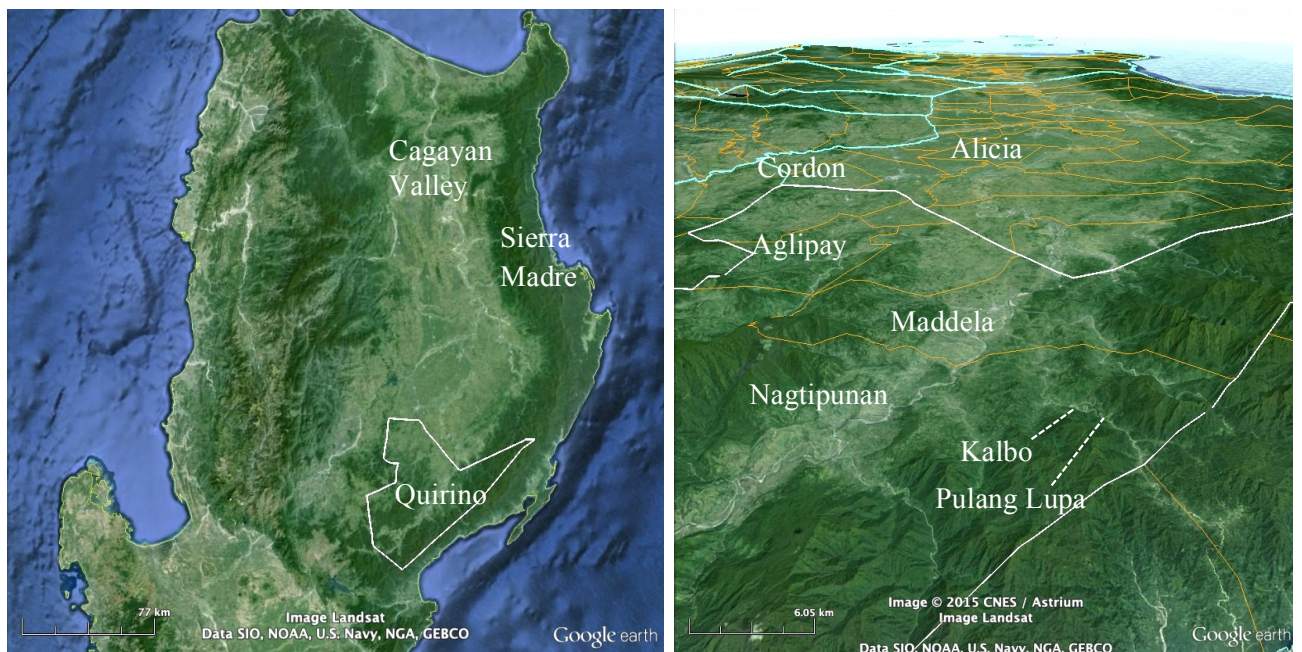 Cagayan
Valley
Sierra
Madre
Quirino
77 km
Image Landsat
Data SIO, NOAA, U.S. Navy, NGA, GEBCO
Google earth
Alicia
Cordon
Aglipay
Maddela
Nagtipunan
Kalbo
Pulang Lupa
6.05 km
Image © 2015 CNES / Astrium
Image Landsat
Data SIO, NOAA, U.S. Navy, NGA, GEBCO
Google earth